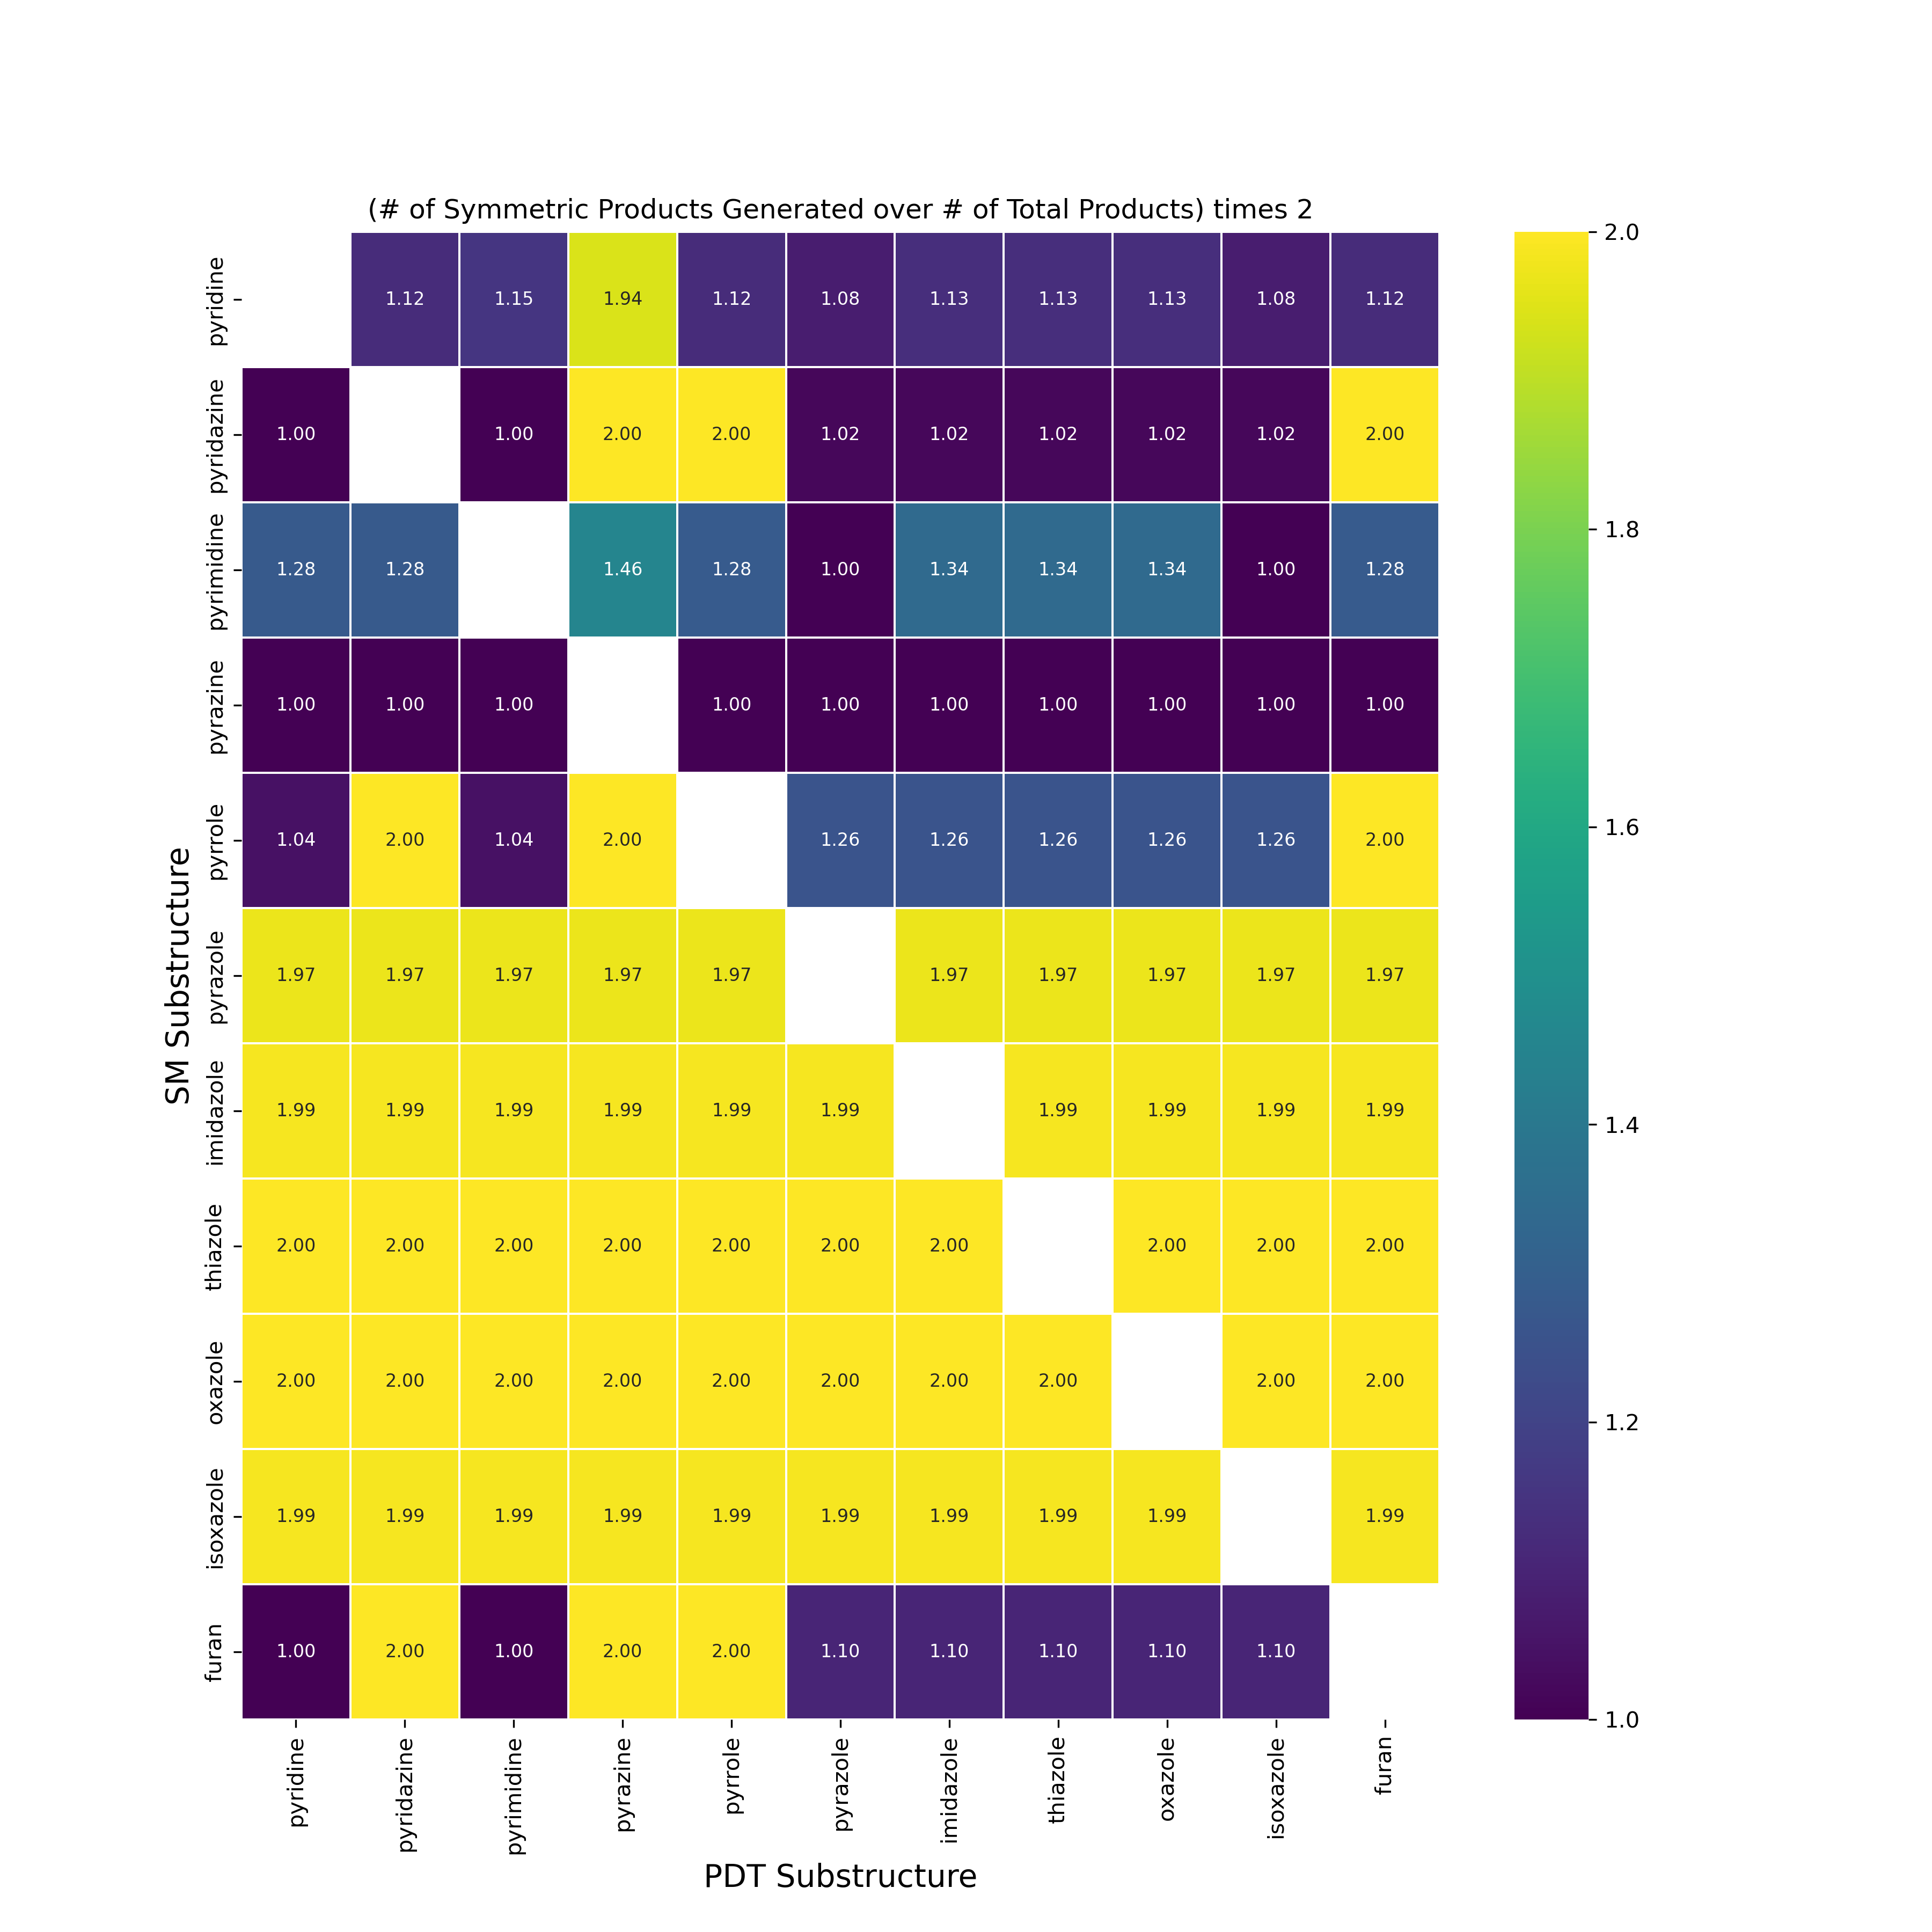 (# of Symmetric Products Generated over # of Total Products) times 2
SM Substructure
pyridine 1.12 1.15 1.94 1.12 1.08 1.13 1.13 1.13 1.08 1.12
pyridazine 1.00 1.00 2.00 2.00 1.02 1.02 1.02 1.02 1.02 2.00
pyrimidine 1.28 1.28 1.46 1.28 1.00 1.34 1.34 1.34 1.00 1.28
pyrazine 1.00 1.00 1.00 1.00 1.00 1.00 1.00 1.00 1.00 1.00
pyrrole 1.04 2.00 1.04 2.00 1.26 1.26 1.26 1.26 1.26 2.00
pyrazole 1.97 1.97 1.97 1.97 1.97 1.97 1.97 1.97 1.97 1.97
imidazole 1.99 1.99 1.99 1.99 1.99 1.99 1.99 1.99 1.99 1.99
thiazole 2.00 2.00 2.00 2.00 2.00 2.00 2.00 2.00 2.00 2.00
oxazole 2.00 2.00 2.00 2.00 2.00 2.00 2.00 2.00 2.00 2.00
isoxazole 1.99 1.99 1.99 1.99 1.99 1.99 1.99 1.99 1.99 1.99
furan 1.00 2.00 1.00 2.00 2.00 1.10 1.10 1.10 1.10 1.10
pyridine pyridazine pyrimidine pyrazine pyrrole pyrazole imidazole thiazole oxazole isoxazole furan
PDT Substructure
2.0
1.8
1.6
1.4
1.2
1.0